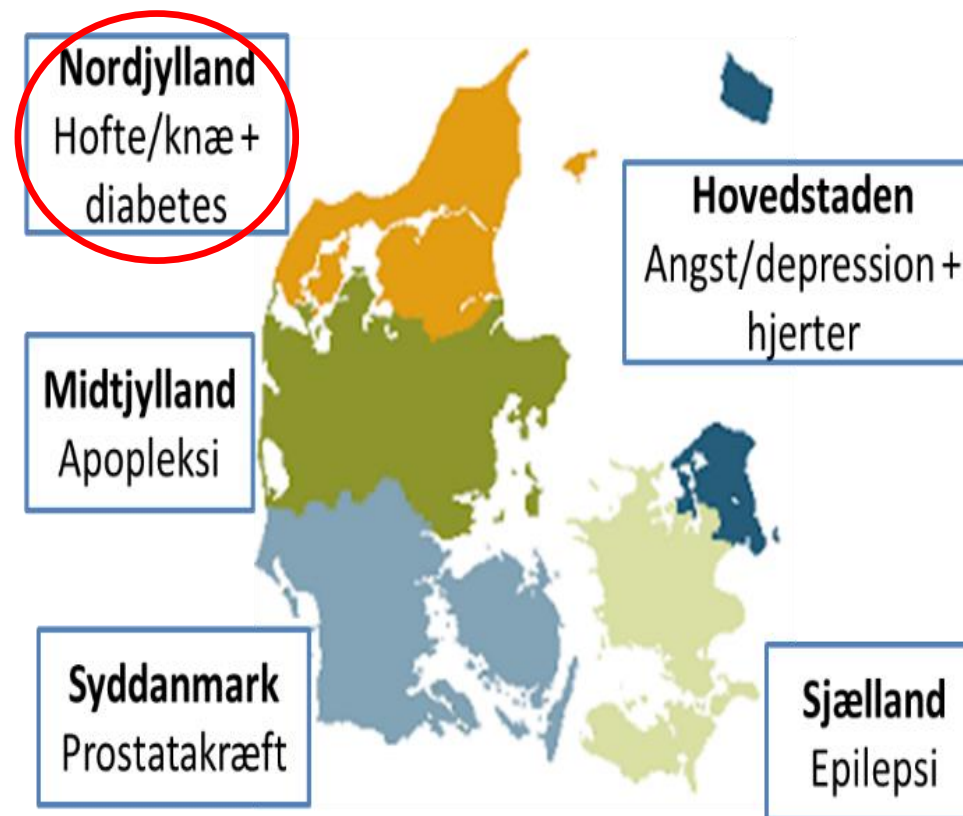 Nordjylland
Hofte/knæ +
diabetes
Hovedstaden
Angst/depression +
hjerter
Midtjylland
Apopleksi
Syddanmark
Prostatakræft
Sjælland
Epilepsi